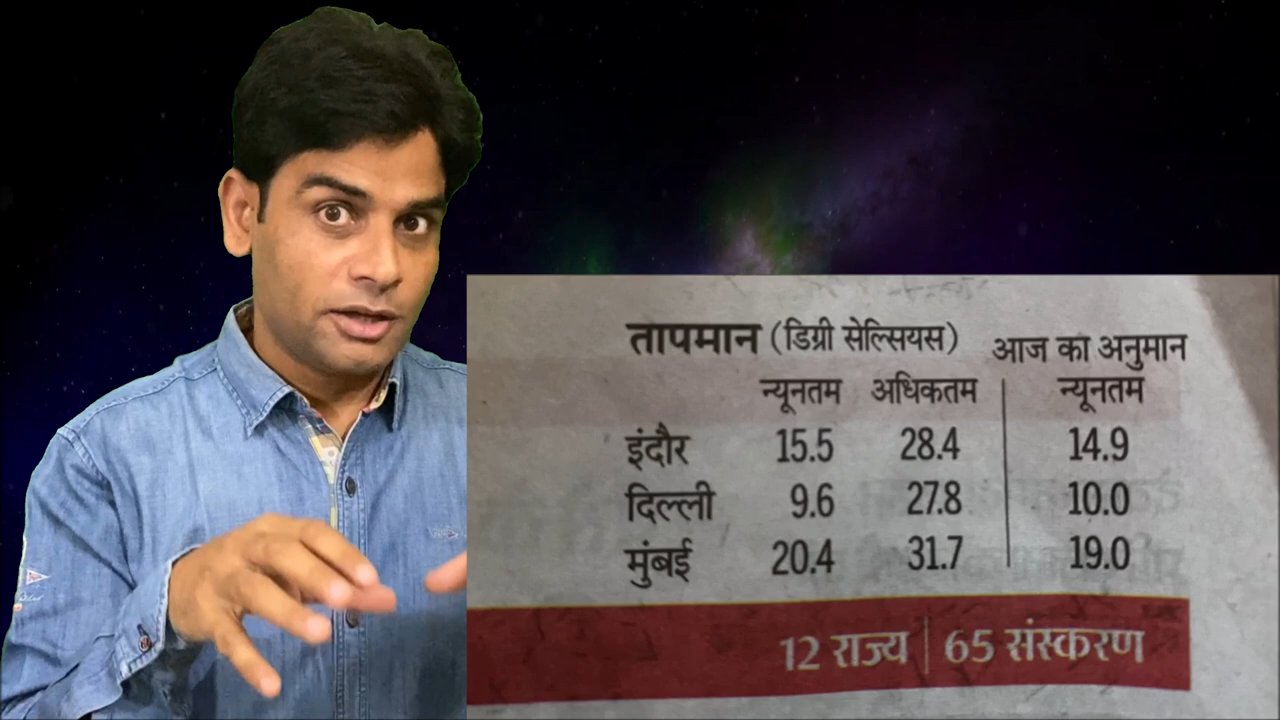 तापमान (डिग्री सेल्सियस) आज का अनुमान
न्यूनतम अधिकतम न्यूनतम
इंदौर 15.5 28.4 14.9
दिल्ली 9.6 27.8 10.0
मुंबई 20.4 31.7 19.0
12 राज्य | 65 संस्करण